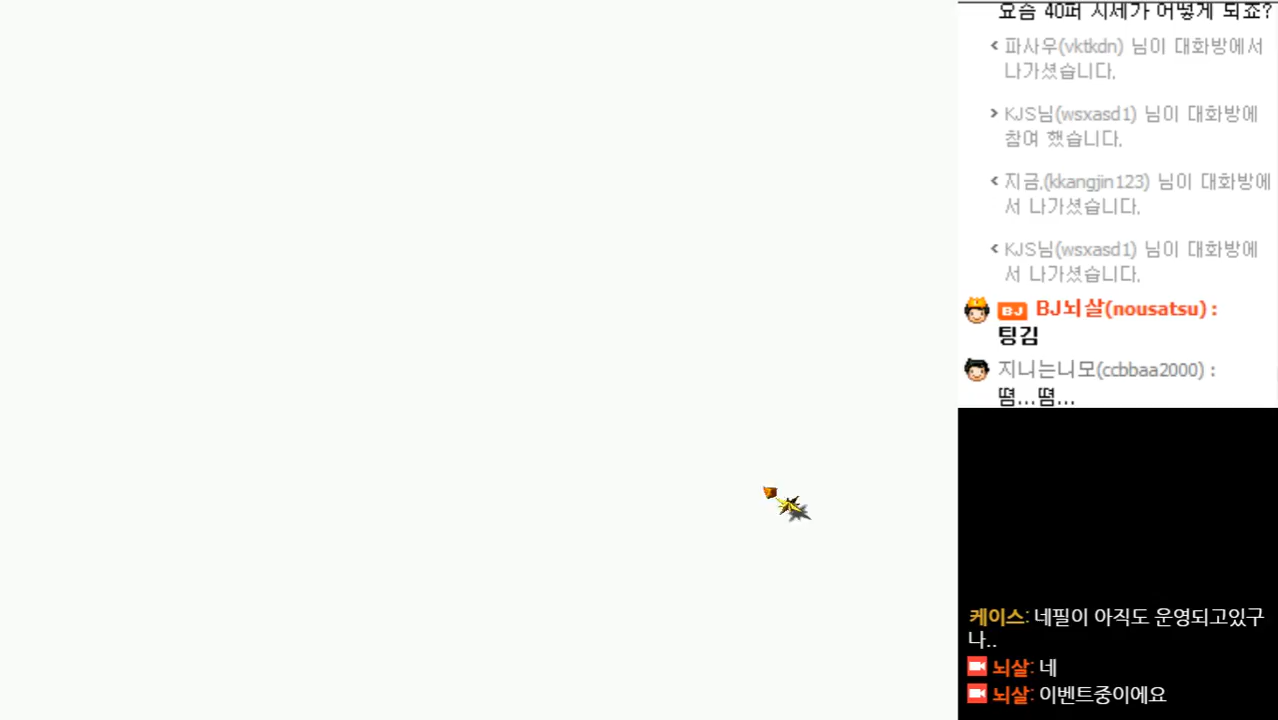 요즘 40퍼 시세가 어떻게 되죠?
< 파사우(vktkdn) 님이 대화방에서
나가셨습니다.
> KJS님(wsxasd1) 님이 대화방에
참여 했습니다.
< 지금.(kkangjin123) 님이 대화방에
서 나가셨습니다.
< KJS님(wsxasd1) 님이 대화방에
서 나가셨습니다.
BJ BJ뇌살(nousatsu) :
팅김
지니는니모(ccbbaa2000) :
떰...떰...
케이스: 네필이 아직도 운영되고있구
나..
뇌살: 네
뇌살: 이벤트중이에요